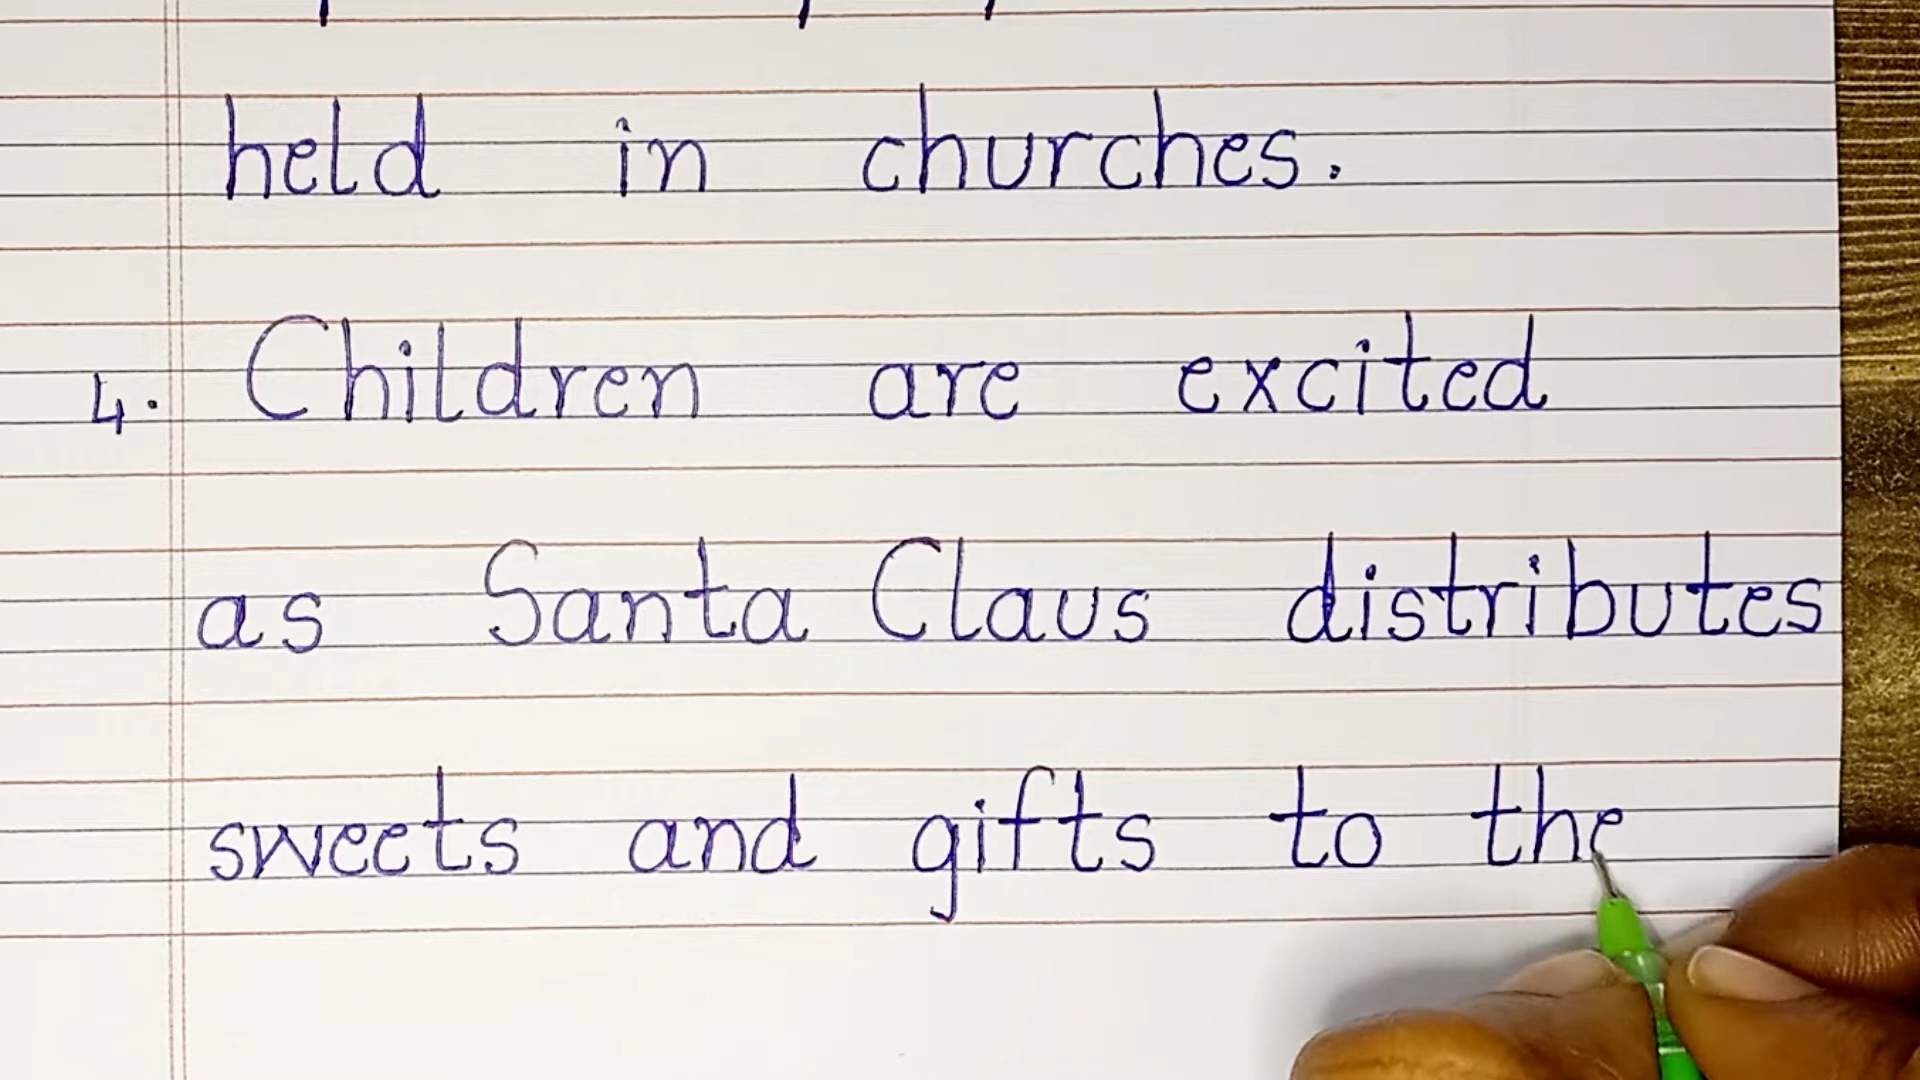 held in churches.
4. Children are excited
as Santa Claus distributes
sweets and gifts to the